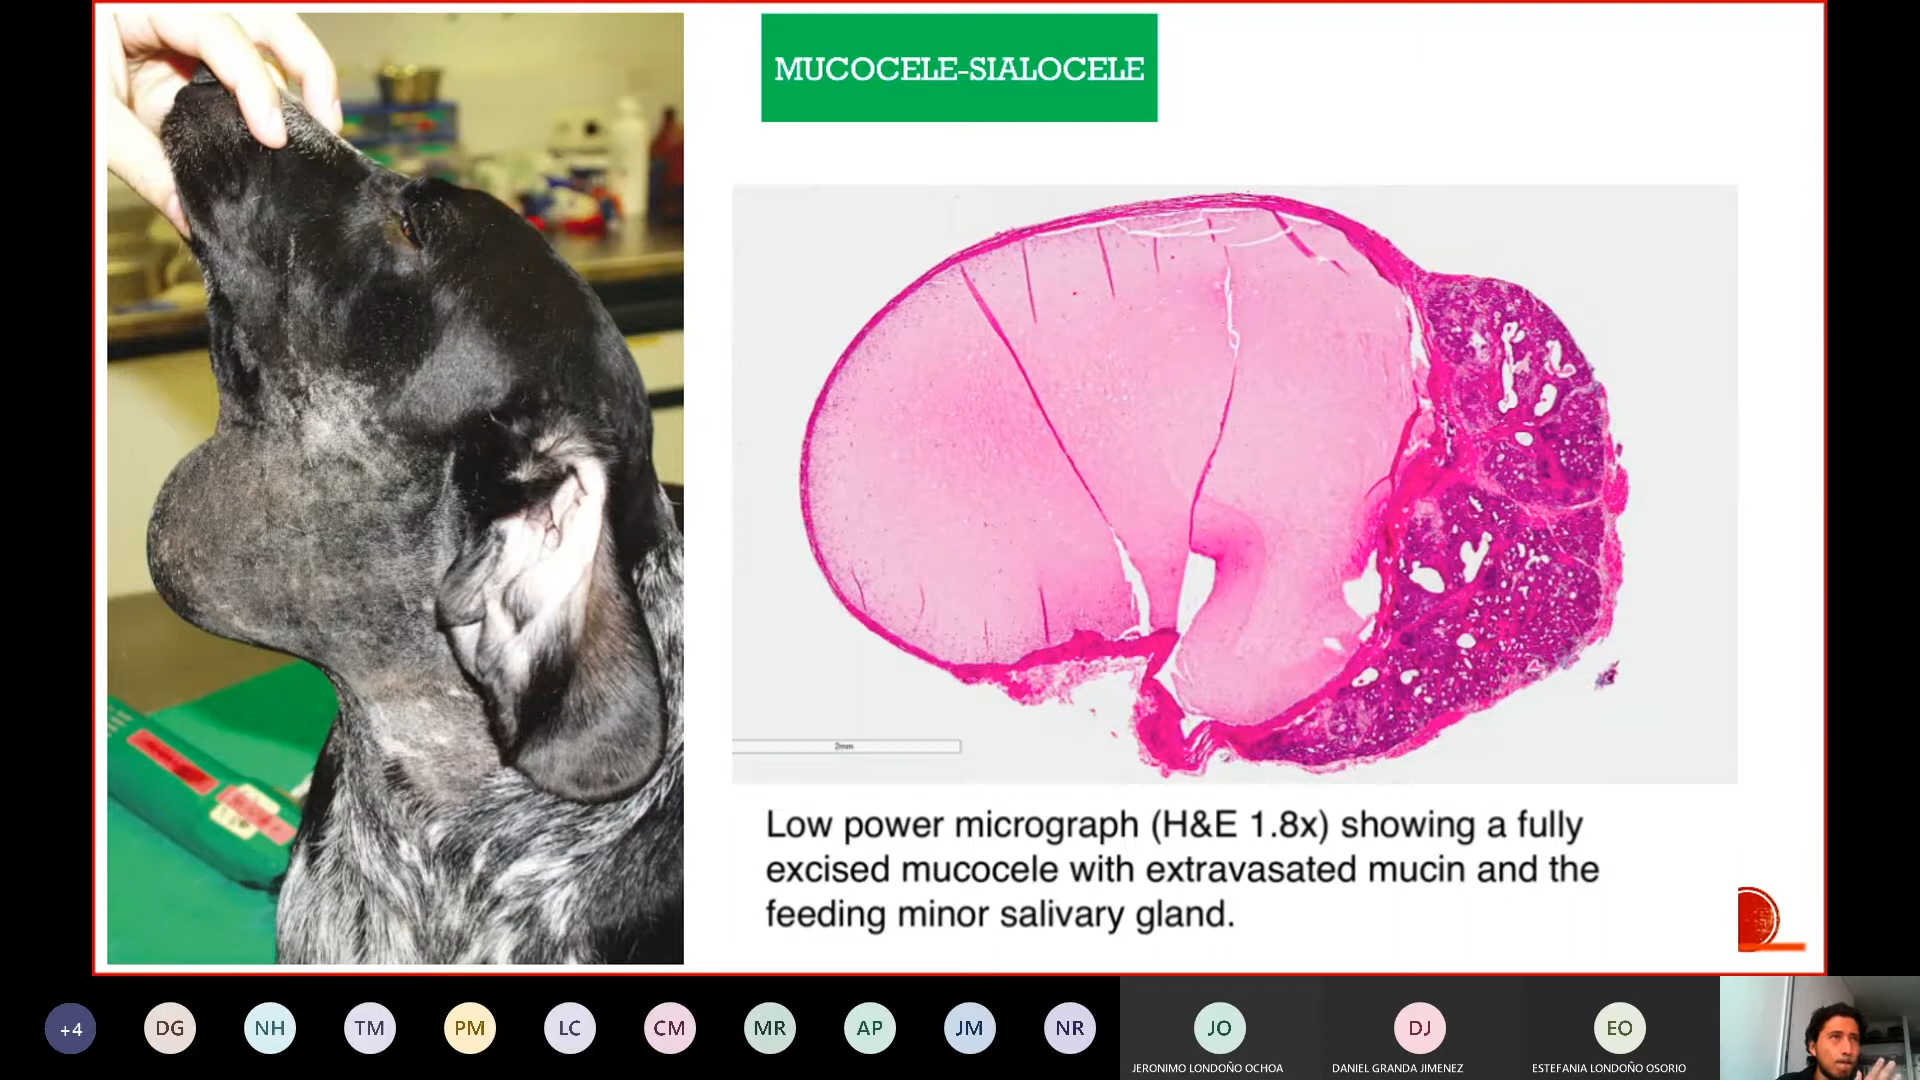 MUCOCELE-SIALOCELE
2mm
Low power micrograph (H&E 1.8x) showing a fully
excised mucocele with extravasated mucin and the
feeding minor salivary gland.
+4
DG
NH
TM
PM
LC
CM
MR
AP
JM
NR
JO
DJ
EO
JERONIMO LONDOÑO OCHOA
DANIEL GRANDA JIMENEZ
ESTEFANIA LONDOÑO OSORIO